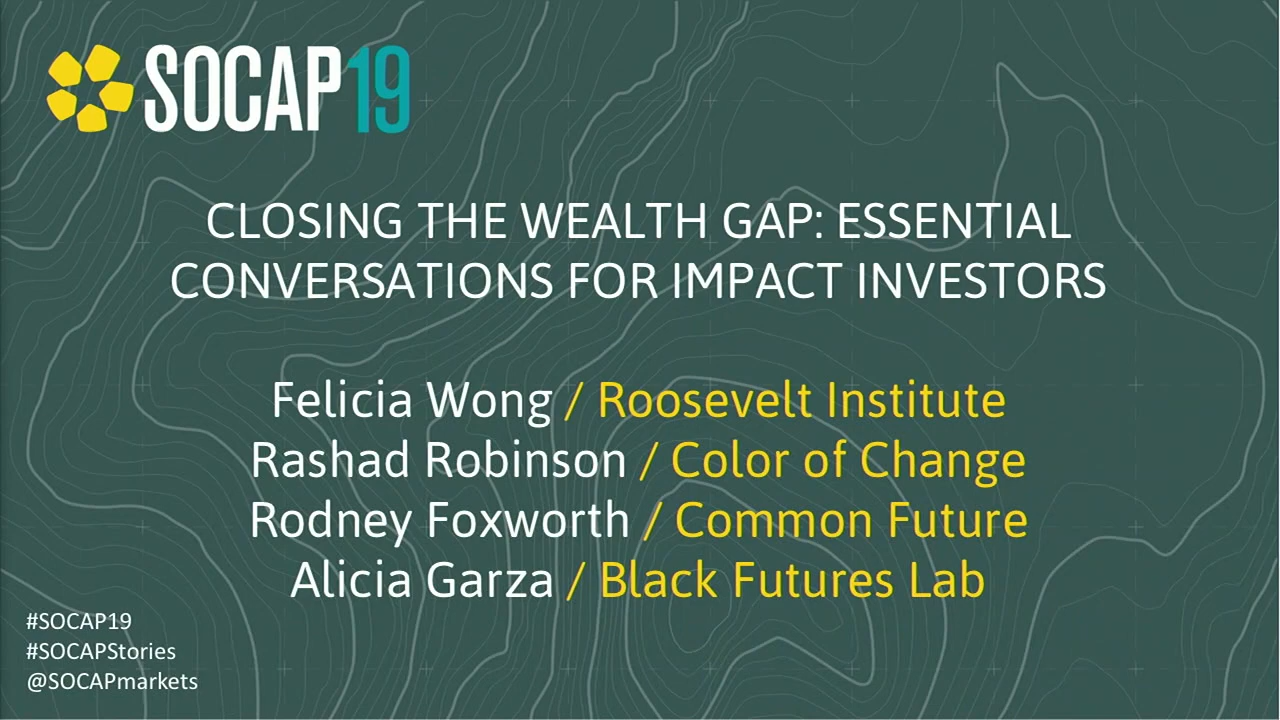 SOCAP19
CLOSING THE WEALTH GAP: ESSENTIAL
CONVERSATIONS FOR IMPACT INVESTORS
Felicia Wong / Roosevelt Institute
Rashad Robinson / Color of Change
Rodney Foxworth / Common Future
Alicia Garza / Black Futures Lab
#SOCAP19
#SOCAPStories
@SOCAPmarkets